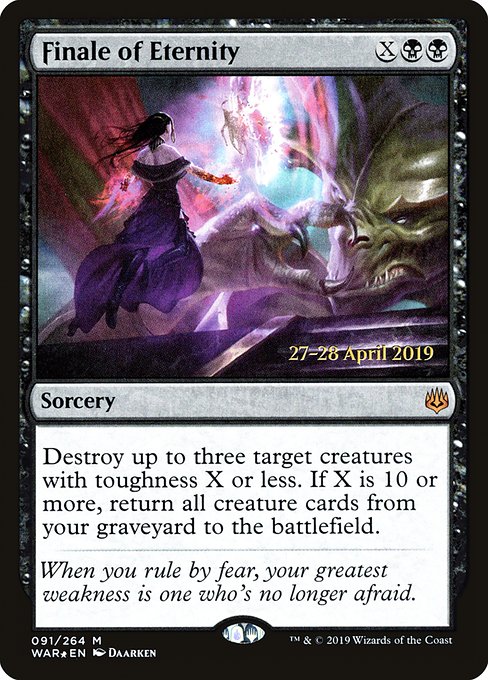 Finale of Eternity X
27–28 April 2019
Sorcery
Destroy up to three target creatures
with toughness X or less. If X is 10 or
more, return all creature cards from
your graveyard to the battlefield.
When you rule by fear, your greatest
weakness is one who's no longer afraid.
091/264 M
WAR★EN DAARKEN
™ & © 2019 Wizards of the Coast